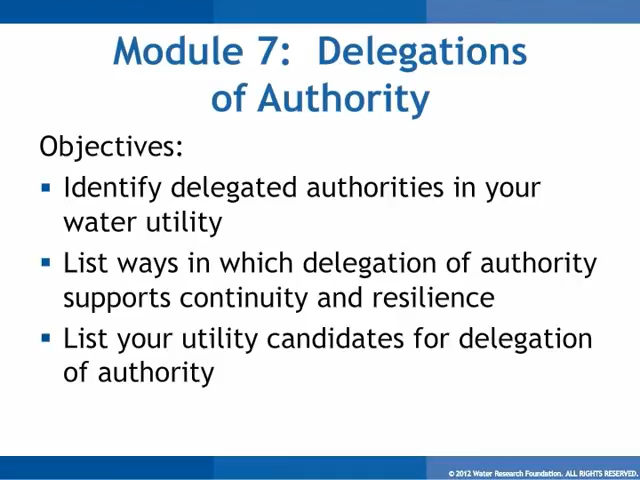 Module 7:  Delegations
of Authority
Objectives:
▪ Identify delegated authorities in your
water utility
▪ List ways in which delegation of authority
supports continuity and resilience
▪ List your utility candidates for delegation
of authority
© 2012 Water Research Foundation. ALL RIGHTS RESERVED.